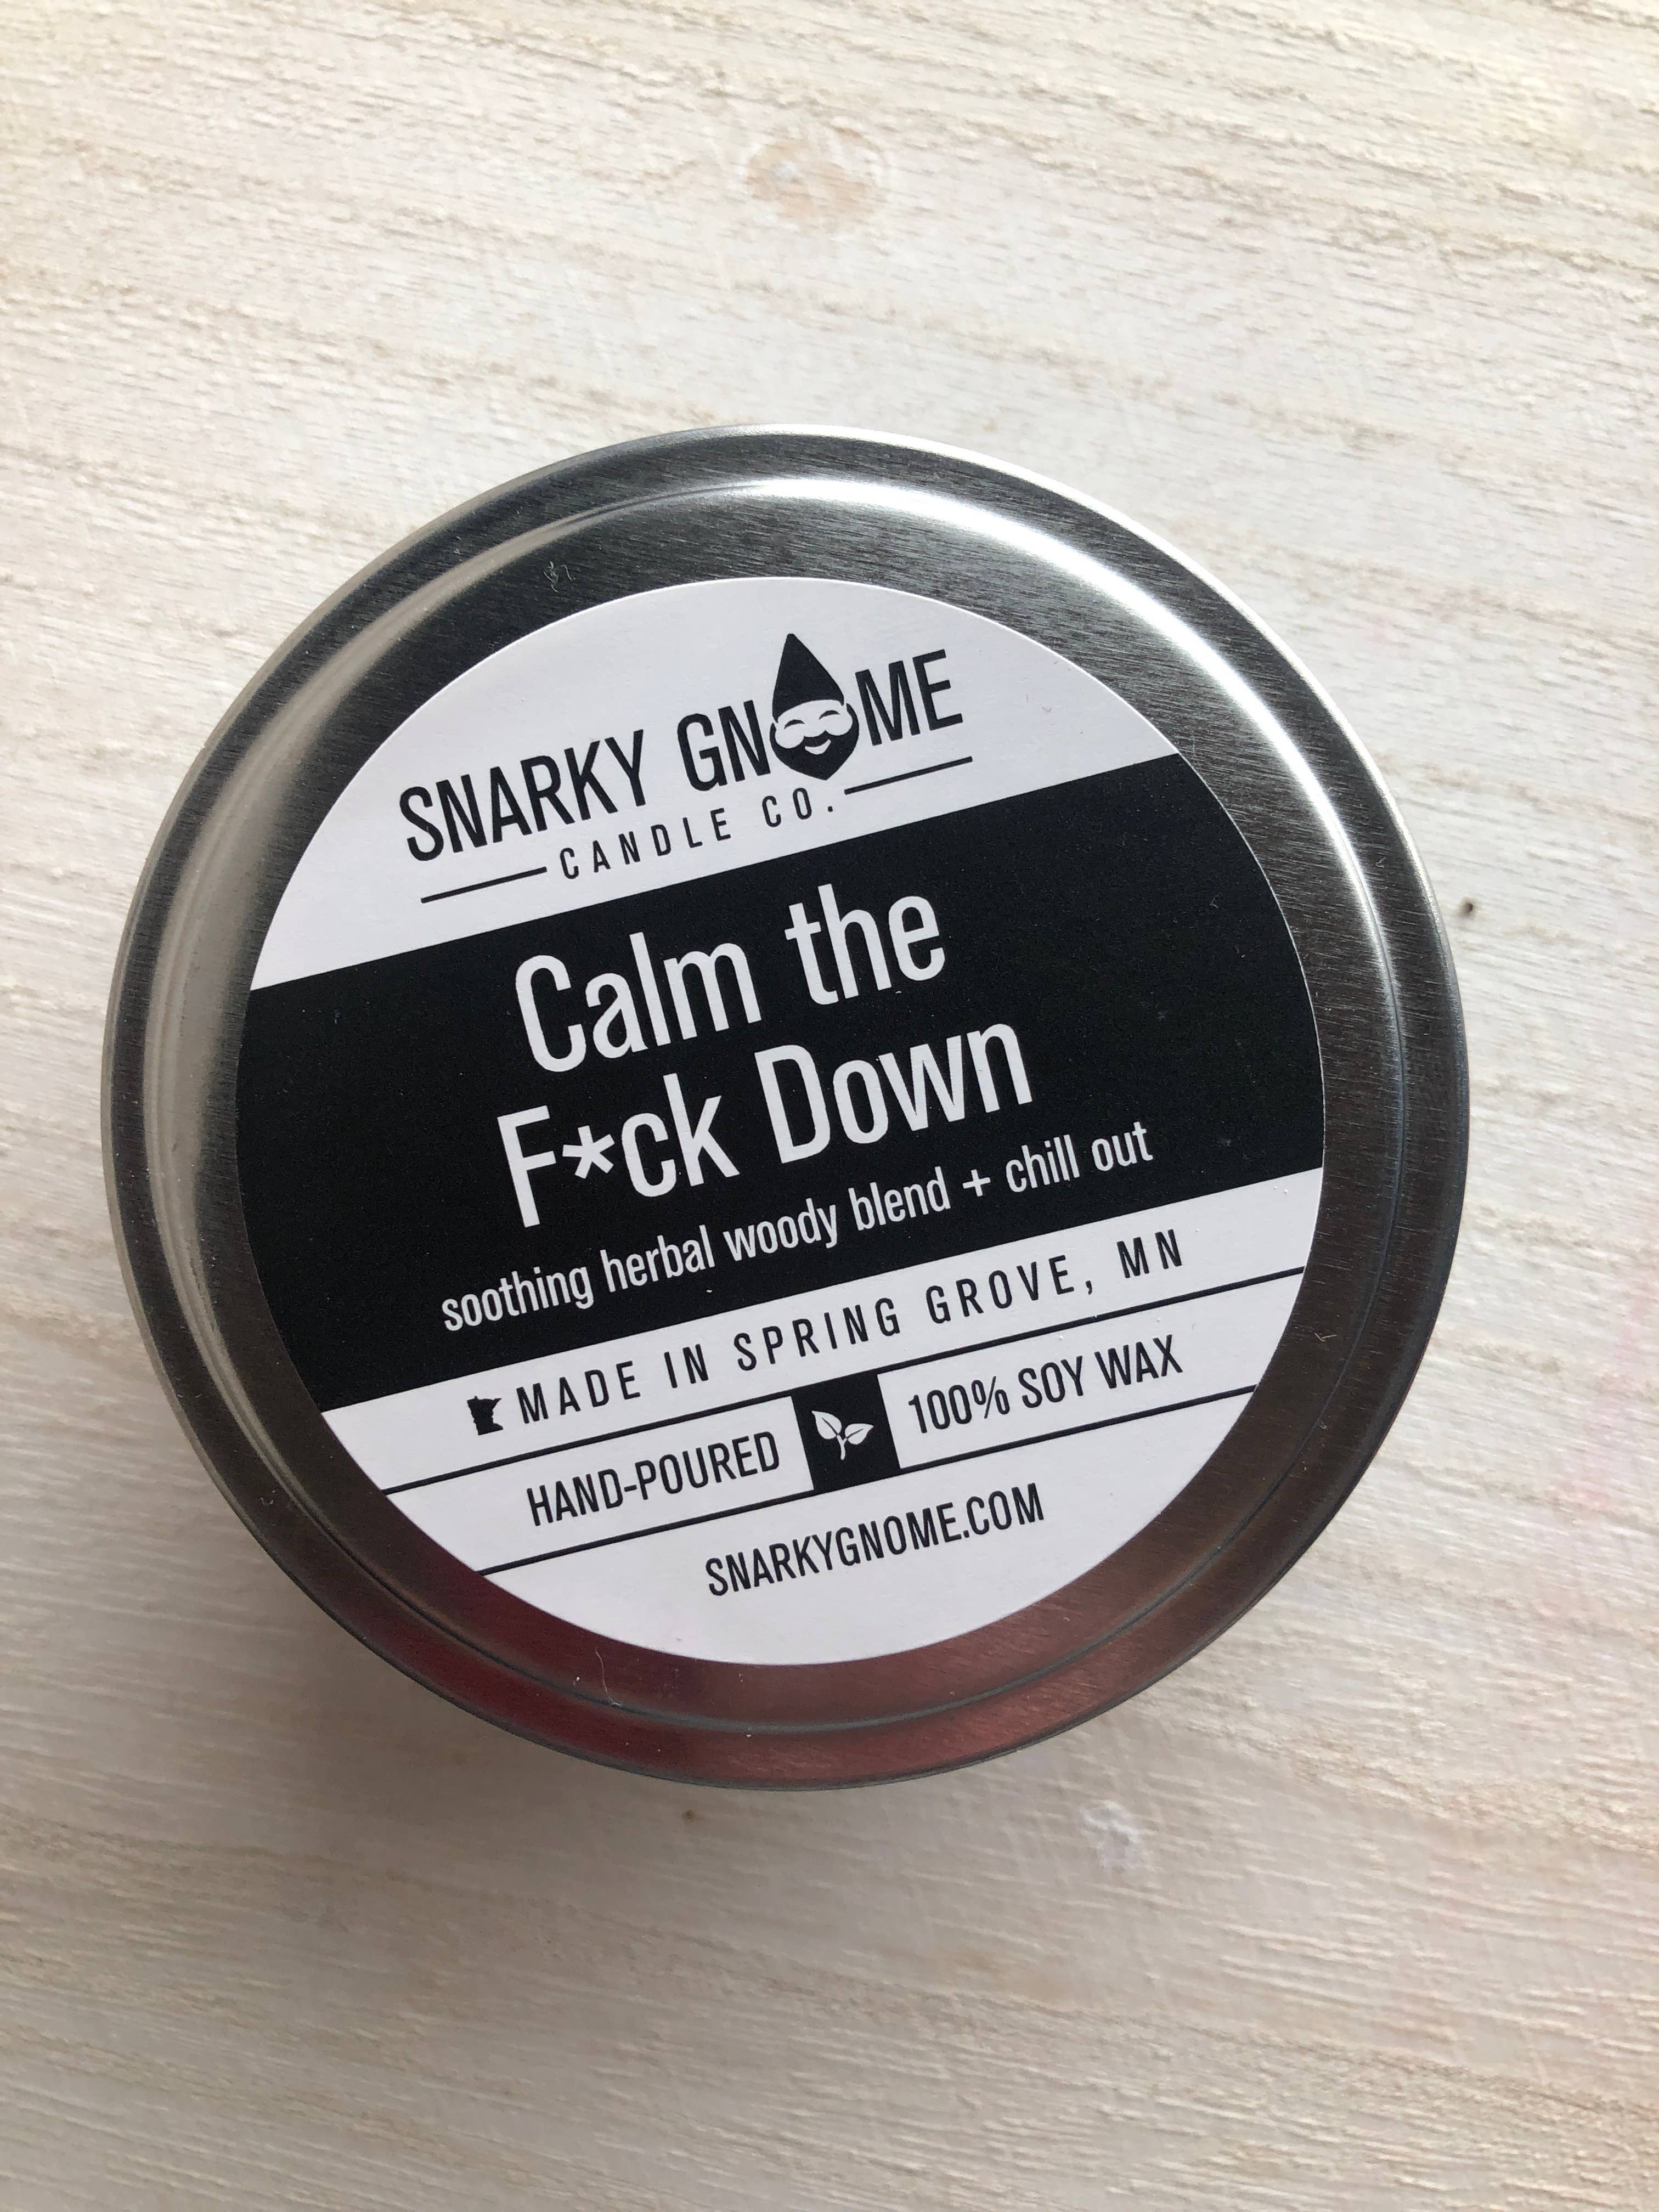 SNARKY GNOME
CANDLE CO.
Calm the
F*ck Down
soothing herbal woody blend + chill out
MADE IN SPRING GROVE, MN
HAND-POURED 100% SOY WAX
SNARKYGNOME.COM